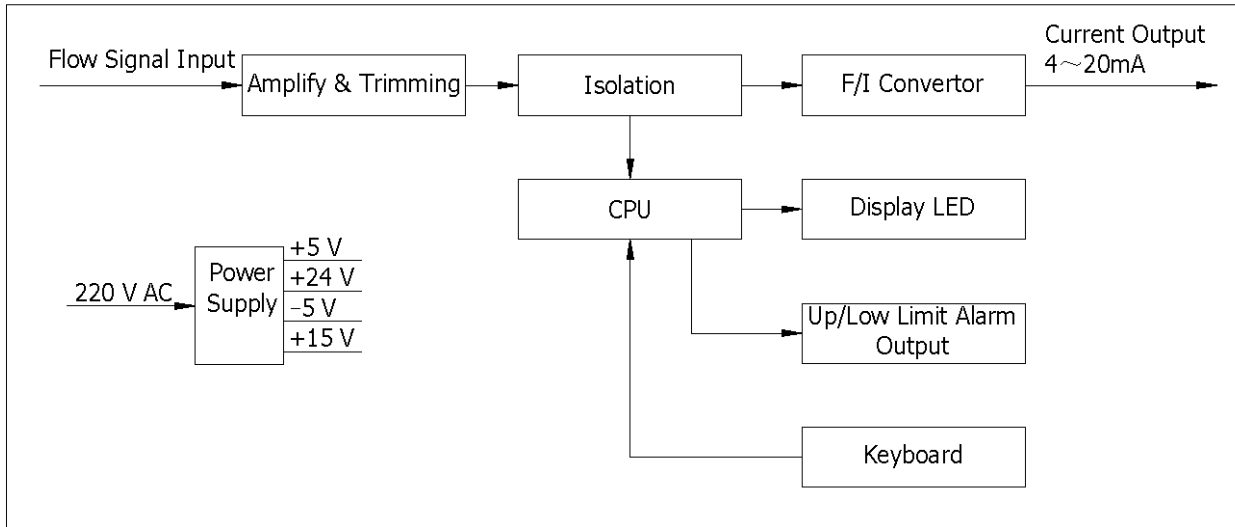 Flow Signal Input
Amplify & Trimming
Isolation
F/I Convertor
Current Output
4～20mA
CPU
Display LED
220 V AC
Power
Supply
+5 V
+24 V
−5 V
+15 V
Up/Low Limit Alarm
Output
Keyboard